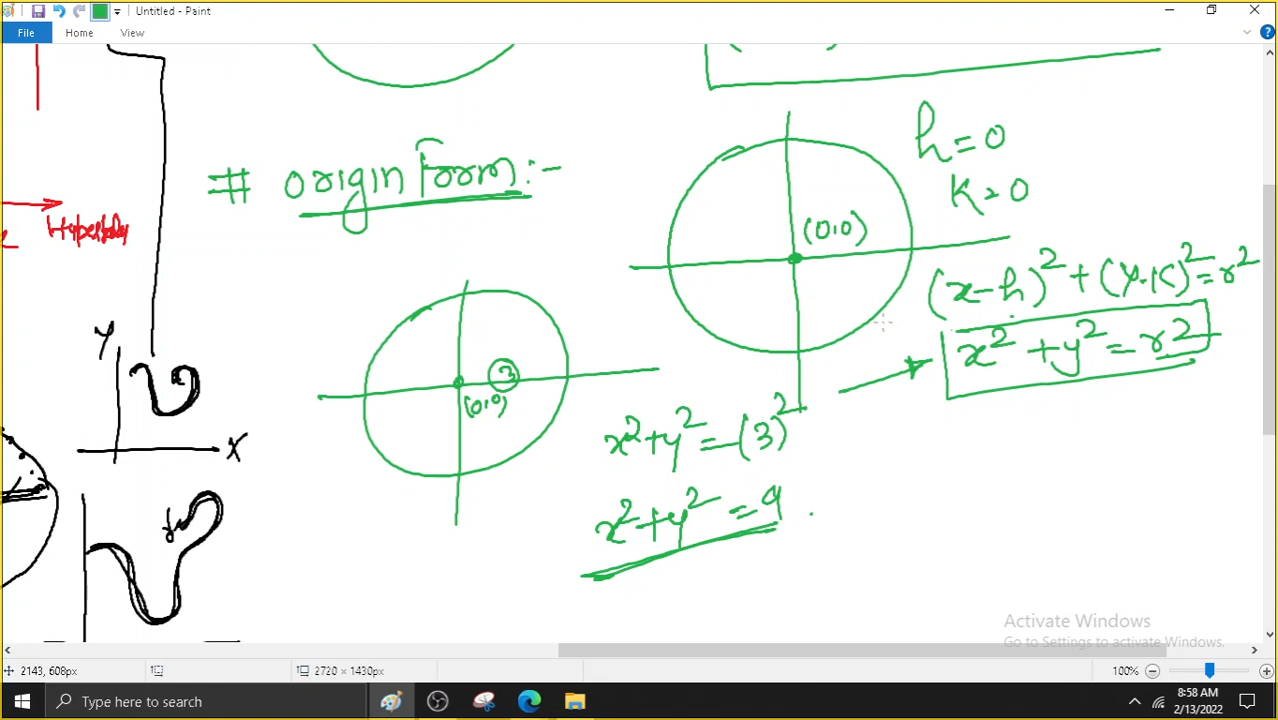 Untitled - Paint
File Home View
h=0
# Origin Form:-
K=0
(0,0)
Hyperbola
(x-h)²+(y-K)²=r²
Y
x²+y²=r²
3
(0,0)
X
x²+y²=(3)²
x²+y²=9
Activate Windows
Go to Settings to activate Windows.
2143, 608px
2720 × 1430px
100%
Type here to search
8:58 AM
2/13/2022